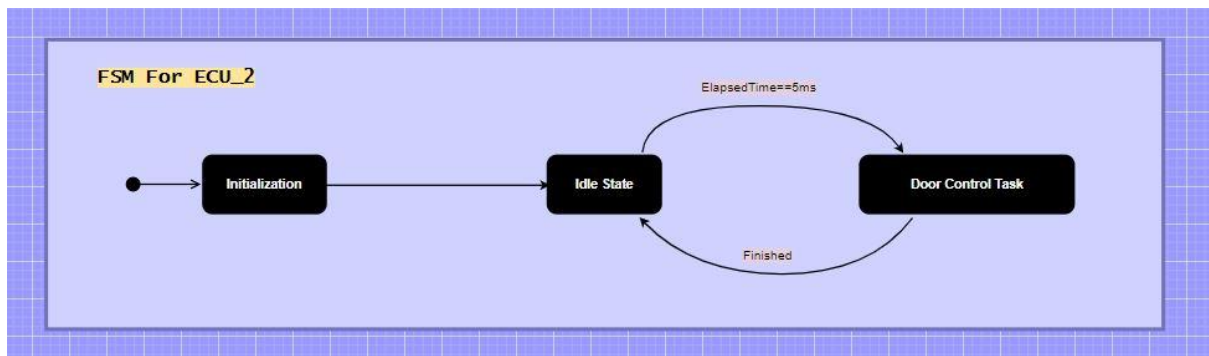 FSM For ECU_2
ElapsedTime==5ms
Initialization
Idle State
Door Control Task
Finished